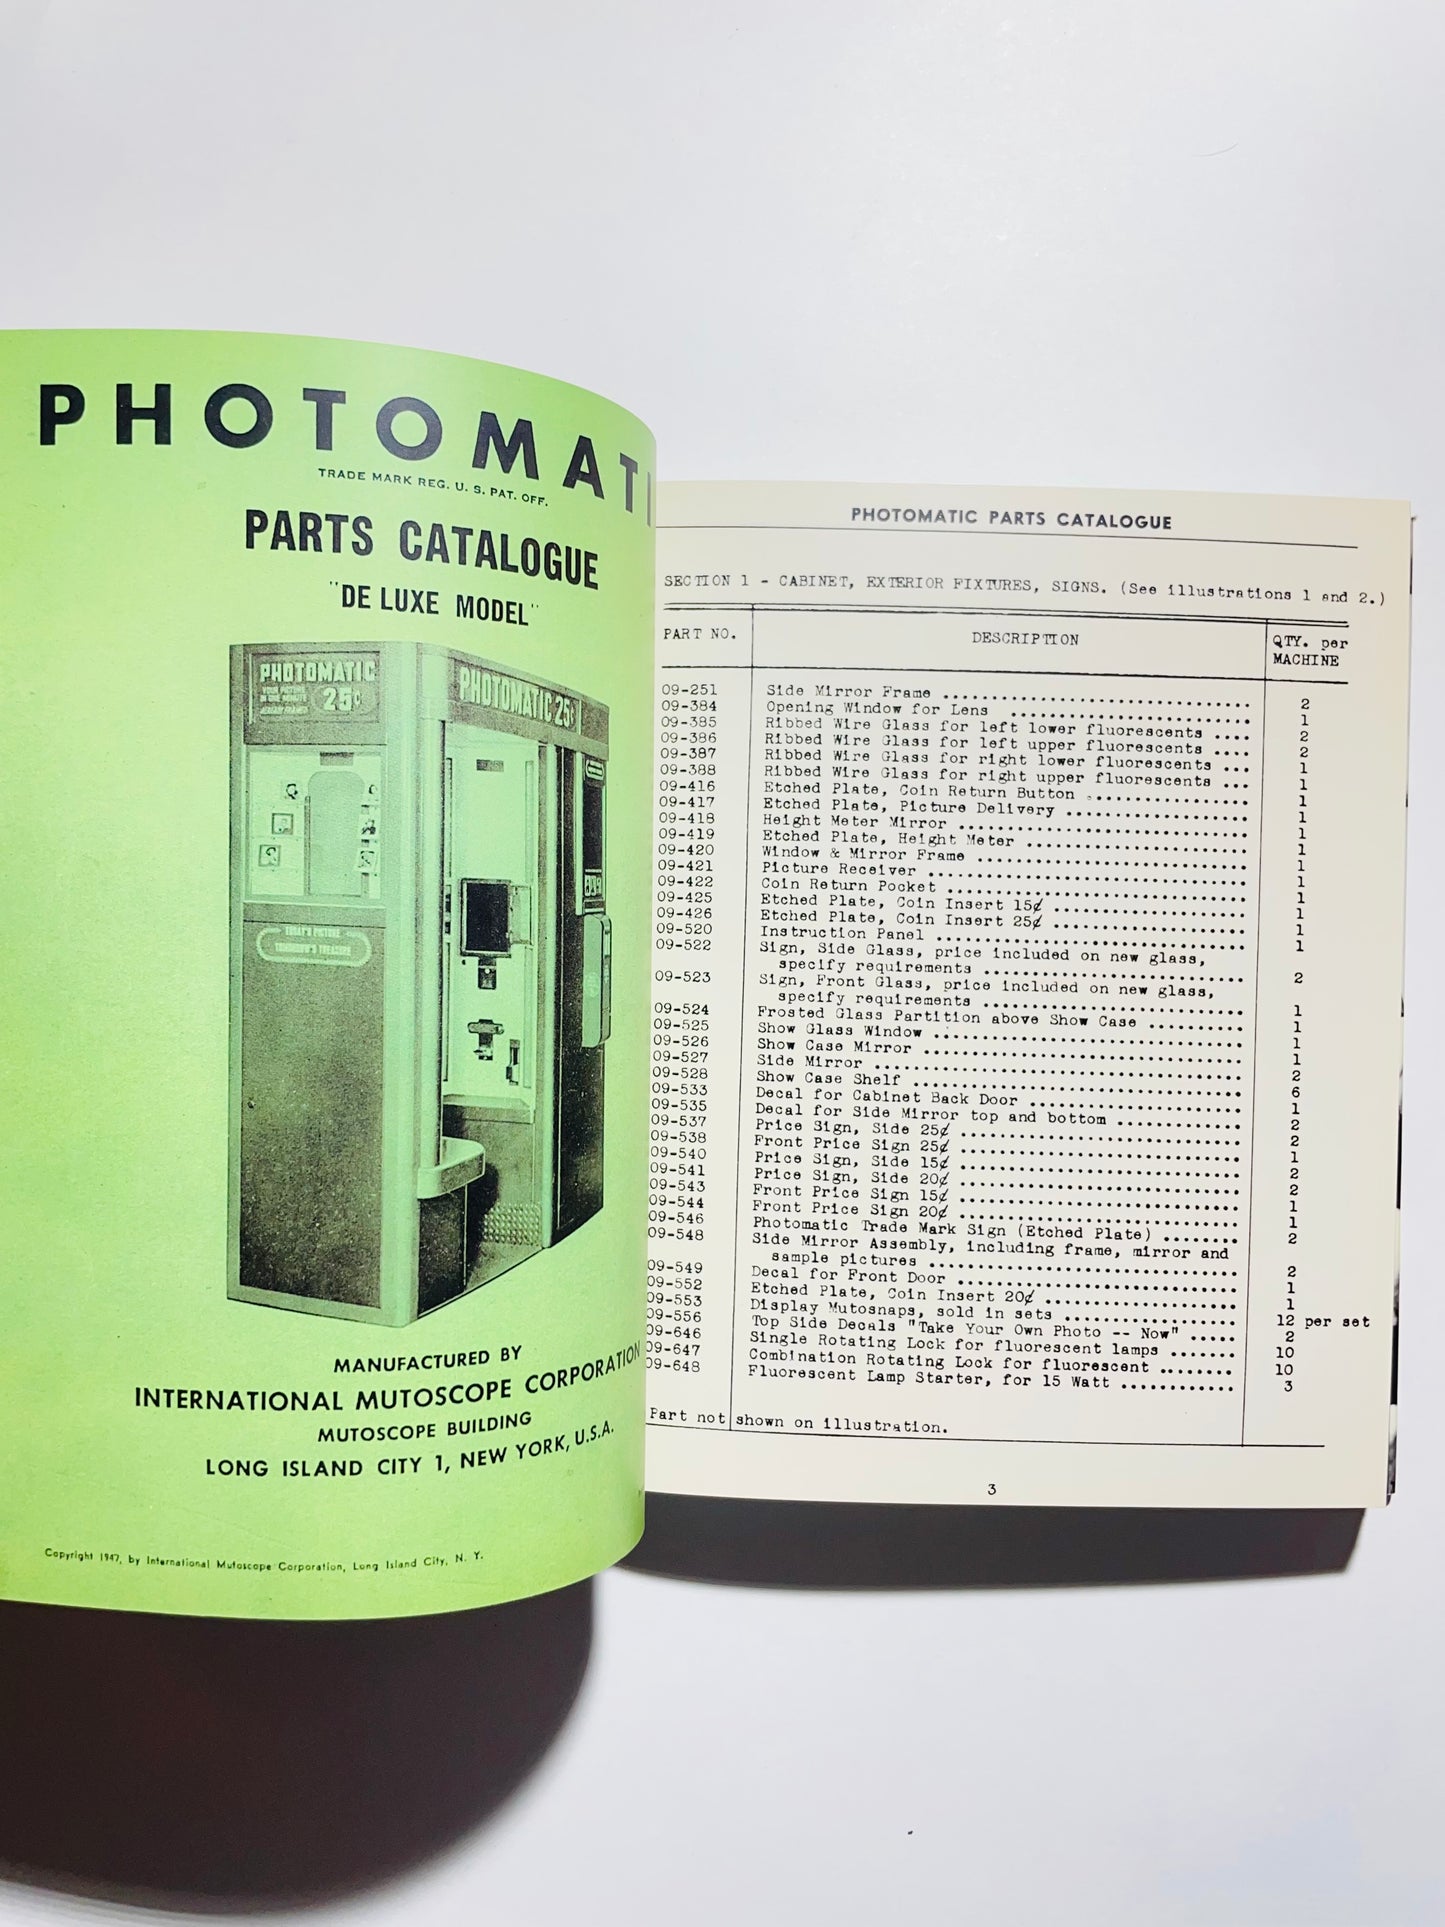 PHOTOMATI
TRADE MARK REG. U. S. PAT. OFF.
PARTS CATALOGUE
"DE LUXE MODEL"
PHOTOMATIC
25¢
PHOTOMATIC 25¢
TODAY'S PICTURE
TOMORROW'S TREASURE
MANUFACTURED BY
INTERNATIONAL MUTOSCOPE CORPORATION
MUTOSCOPE BUILDING
LONG ISLAND CITY 1, NEW YORK, U.S.A.
Copyright 1947, by International Mutoscope Corporation, Long Island City, N. Y.
PHOTOMATIC PARTS CATALOGUE
SECTION 1 - CABINET, EXTERIOR FIXTURES, SIGNS. (See illustrations 1 and 2.)
PART NO. DESCRIPTION QTY. per MACHINE
09-251 Side Mirror Frame ........ 2
09-384 Opening Window for Lens ........ 1
09-385 Ribbed Wire Glass for left lower fluorescents .... 2
09-386 Ribbed Wire Glass for left upper fluorescents .... 2
09-387 Ribbed Wire Glass for right lower fluorescents ... 1
09-388 Ribbed Wire Glass for right upper fluorescents ... 1
09-416 Etched Plate, Coin Return Button ........ 1
09-417 Etched Plate, Picture Delivery ........ 1
09-418 Height Meter Mirror ........ 1
09-419 Etched Plate, Height Meter ........ 1
09-420 Window & Mirror Frame ........ 1
09-421 Picture Receiver ........ 1
09-422 Coin Return Pocket ........ 1
09-425 Etched Plate, Coin Insert 15¢ ........ 1
09-426 Etched Plate, Coin Insert 25¢ ........ 1
09-520 Instruction Panel ........ 1
09-522 Sign, Side Glass, price included on new glass,
specify requirements ........ 2
09-523 Sign, Front Glass, price included on new glass,
specify requirements ........ 1
09-524 Frosted Glass Partition above Show Case ........ 1
09-525 Show Glass Window ........ 1
09-526 Show Case Mirror ........ 1
09-527 Side Mirror ........ 2
09-528 Show Case Shelf ........ 6
09-533 Decal for Cabinet Back Door ........ 1
09-535 Decal for Side Mirror top and bottom ........ 2
09-537 Price Sign, Side 25¢ ........ 2
09-538 Front Price Sign 25¢ ........ 1
09-540 Price Sign, Side 15¢ ........ 2
09-541 Price Sign, Side 20¢ ........ 2
09-543 Front Price Sign 15¢ ........ 1
09-544 Front Price Sign 20¢ ........ 1
09-546 Photomatic Trade Mark Sign (Etched Plate) ........ 2
09-548 Side Mirror Assembly, including frame, mirror and
sample pictures ........ 2
09-549 Decal for Front Door ........ 1
09-552 Etched Plate, Coin Insert 20¢ ........ 1
09-553 Display Mutosnaps, sold in sets ........ 12 per set
09-556 Top Side Decals "Take Your Own Photo -- Now" ..... 2
09-646 Single Rotating Lock for fluorescent lamps ....... 10
09-647 Combination Rotating Lock for fluorescent ........ 10
09-648 Fluorescent Lamp Starter, for 15 Watt ............ 3
Part not shown on illustration.
3